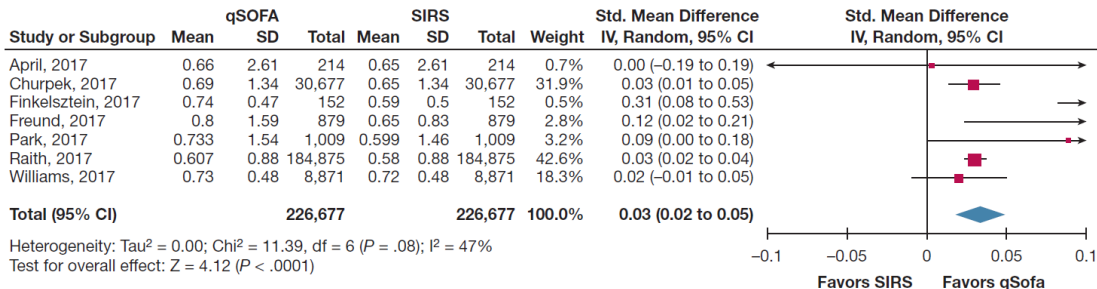 qSOFA SIRS Std. Mean Difference Std. Mean Difference
Study or Subgroup Mean SD Total Mean SD Total Weight IV, Random, 95% CI IV, Random, 95% CI
April, 2017 0.66 2.61 214 0.65 2.61 214 0.7% 0.00 (–0.19 to 0.19)
Churpek, 2017 0.69 1.34 30,677 0.65 1.34 30,677 31.9% 0.03 (0.01 to 0.05)
Finkelsztein, 2017 0.74 0.47 152 0.59 0.5 152 0.5% 0.31 (0.08 to 0.53)
Freund, 2017 0.8 1.59 879 0.65 0.83 879 2.8% 0.12 (0.02 to 0.21)
Park, 2017 0.733 1.54 1,009 0.599 1.46 1,009 3.2% 0.09 (0.00 to 0.18)
Raith, 2017 0.607 0.88 184,875 0.58 0.88 184,875 42.6% 0.03 (0.02 to 0.04)
Williams, 2017 0.73 0.48 8,871 0.72 0.48 8,871 18.3% 0.02 (–0.01 to 0.05)
Total (95% CI) 226,677 226,677 100.0% 0.03 (0.02 to 0.05)
Heterogeneity: Tau² = 0.00; Chi² = 11.39, df = 6 (P = .08); I² = 47%
Test for overall effect: Z = 4.12 (P < .0001)
–0.1 –0.05 0 0.05 0.1
Favors SIRS Favors qSofa